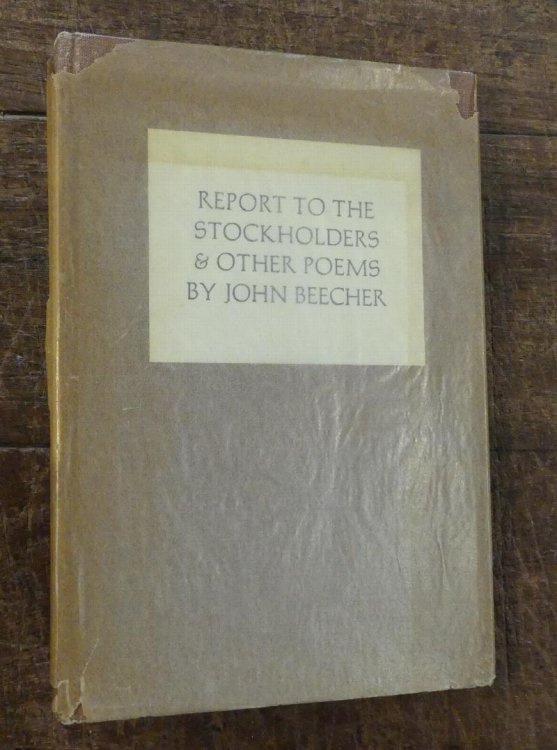 REPORT TO THE
STOCKHOLDERS
& OTHER POEMS
BY JOHN BEECHER